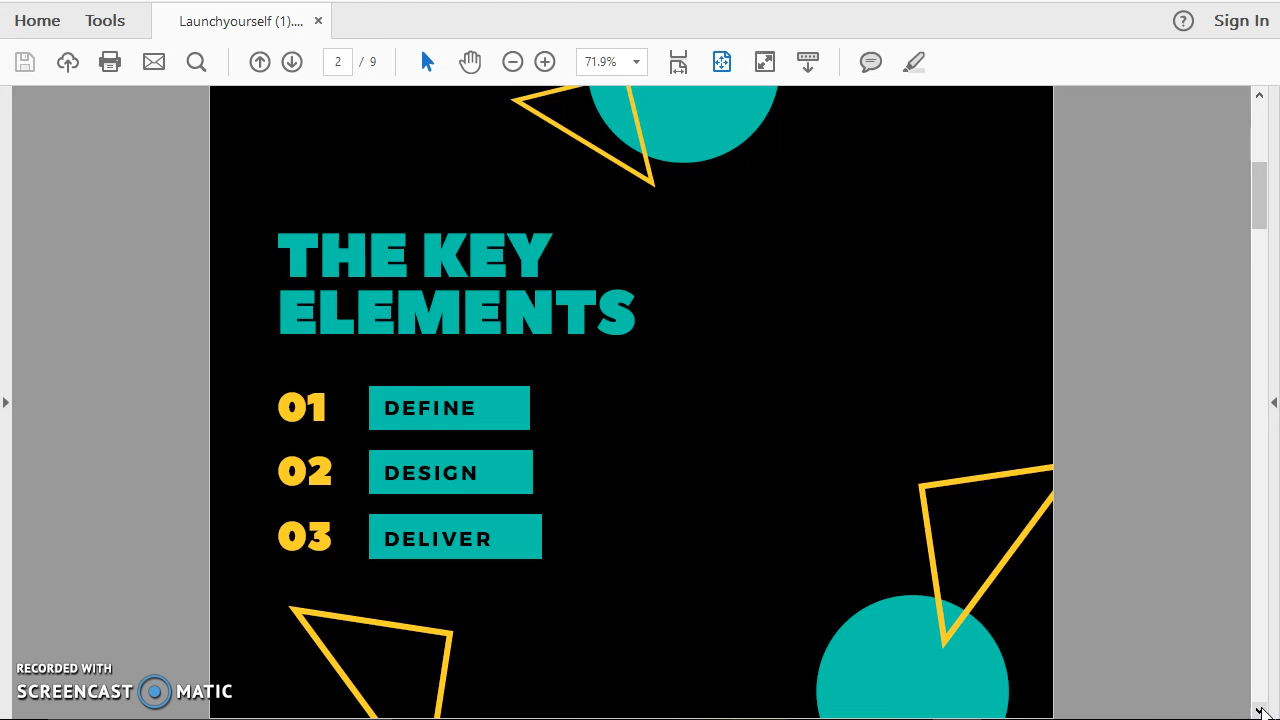 Home Tools Launchyourself (1).... × ? Sign In
2 / 9 71.9%
THE KEY
ELEMENTS
01 DEFINE
02 DESIGN
03 DELIVER
RECORDED WITH
SCREENCAST MATIC